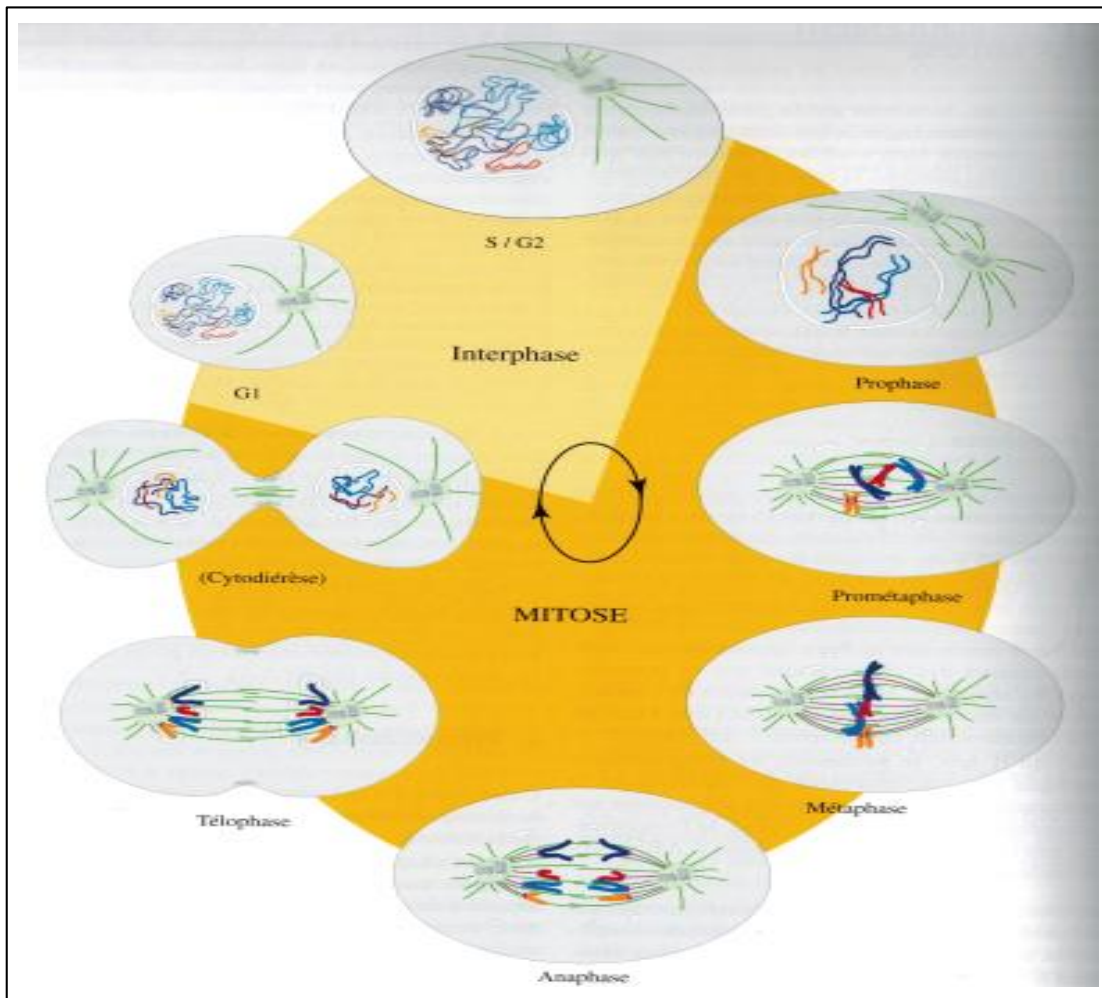 S / G2
Interphase
G1
Prophase
(Cytodiérèse)
Prométaphase
MITOSE
Télophase
Métaphase
Anaphase